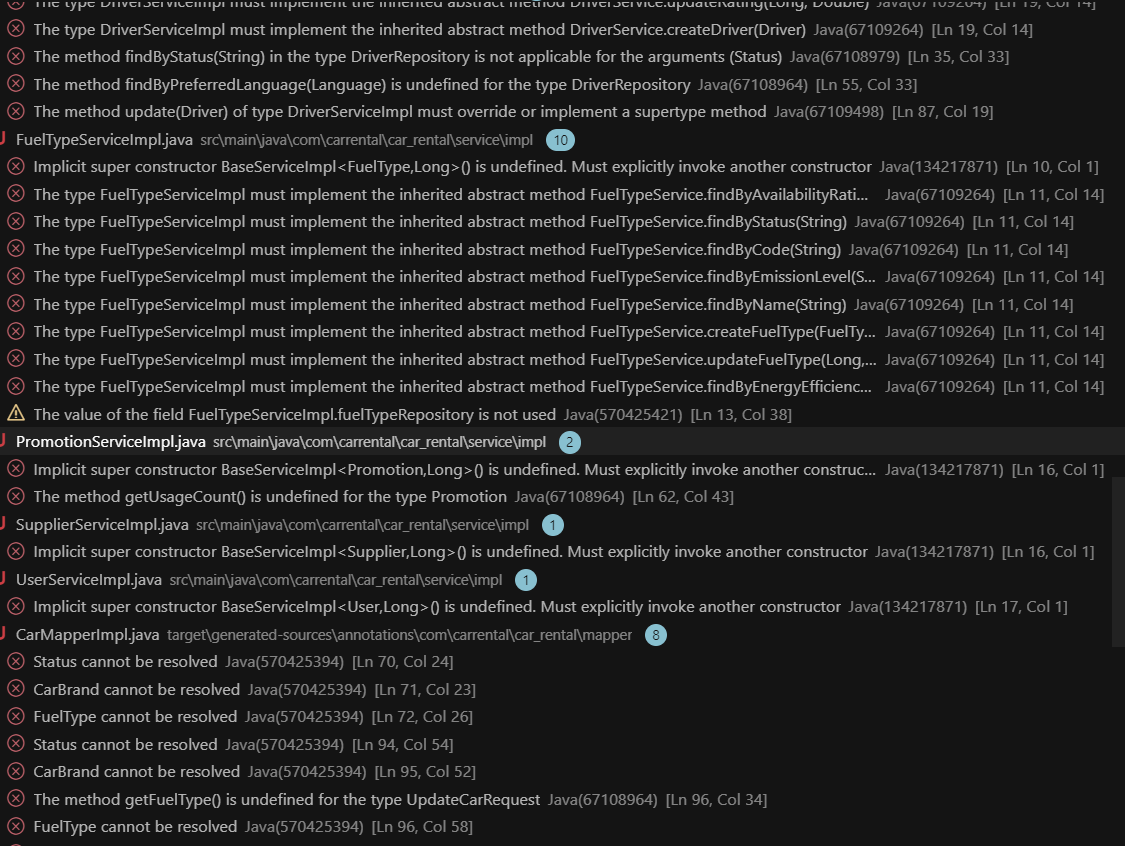 The type DriverServiceImpl must implement the inherited abstract method DriverService.updateRating(Long, Double) Java(67109264) [Ln 19, Col 14]
The type DriverServiceImpl must implement the inherited abstract method DriverService.createDriver(Driver) Java(67109264) [Ln 19, Col 14]
The method findByStatus(String) in the type DriverRepository is not applicable for the arguments (Status) Java(67108979) [Ln 35, Col 33]
The method findByPreferredLanguage(Language) is undefined for the type DriverRepository Java(67108964) [Ln 55, Col 33]
The method update(Driver) of type DriverServiceImpl must override or implement a supertype method Java(67109498) [Ln 87, Col 19]
FuelTypeServiceImpl.java src\main\java\com\carrental\car_rental\service\impl 10
Implicit super constructor BaseServiceImpl<FuelType,Long>() is undefined. Must explicitly invoke another constructor Java(134217871) [Ln 10, Col 1]
The type FuelTypeServiceImpl must implement the inherited abstract method FuelTypeService.findByAvailabilityRati... Java(67109264) [Ln 11, Col 14]
The type FuelTypeServiceImpl must implement the inherited abstract method FuelTypeService.findByStatus(String) Java(67109264) [Ln 11, Col 14]
The type FuelTypeServiceImpl must implement the inherited abstract method FuelTypeService.findByCode(String) Java(67109264) [Ln 11, Col 14]
The type FuelTypeServiceImpl must implement the inherited abstract method FuelTypeService.findByEmissionLevel(S... Java(67109264) [Ln 11, Col 14]
The type FuelTypeServiceImpl must implement the inherited abstract method FuelTypeService.findByName(String) Java(67109264) [Ln 11, Col 14]
The type FuelTypeServiceImpl must implement the inherited abstract method FuelTypeService.createFuelType(FuelTy... Java(67109264) [Ln 11, Col 14]
The type FuelTypeServiceImpl must implement the inherited abstract method FuelTypeService.updateFuelType(Long,... Java(67109264) [Ln 11, Col 14]
The type FuelTypeServiceImpl must implement the inherited abstract method FuelTypeService.findByEnergyEfficienc... Java(67109264) [Ln 11, Col 14]
The value of the field FuelTypeServiceImpl.fuelTypeRepository is not used Java(570425421) [Ln 13, Col 38]
PromotionServiceImpl.java src\main\java\com\carrental\car_rental\service\impl 2
Implicit super constructor BaseServiceImpl<Promotion,Long>() is undefined. Must explicitly invoke another construc... Java(134217871) [Ln 16, Col 1]
The method getUsageCount() is undefined for the type Promotion Java(67108964) [Ln 62, Col 43]
SupplierServiceImpl.java src\main\java\com\carrental\car_rental\service\impl 1
Implicit super constructor BaseServiceImpl<Supplier,Long>() is undefined. Must explicitly invoke another constructor Java(134217871) [Ln 16, Col 1]
UserServiceImpl.java src\main\java\com\carrental\car_rental\service\impl 1
Implicit super constructor BaseServiceImpl<User,Long>() is undefined. Must explicitly invoke another constructor Java(134217871) [Ln 17, Col 1]
CarMapperImpl.java target\generated-sources\annotations\com\carrental\car_rental\mapper 8
Status cannot be resolved Java(570425394) [Ln 70, Col 24]
CarBrand cannot be resolved Java(570425394) [Ln 71, Col 23]
FuelType cannot be resolved Java(570425394) [Ln 72, Col 26]
Status cannot be resolved Java(570425394) [Ln 94, Col 54]
CarBrand cannot be resolved Java(570425394) [Ln 95, Col 52]
The method getFuelType() is undefined for the type UpdateCarRequest Java(67108964) [Ln 96, Col 34]
FuelType cannot be resolved Java(570425394) [Ln 96, Col 58]